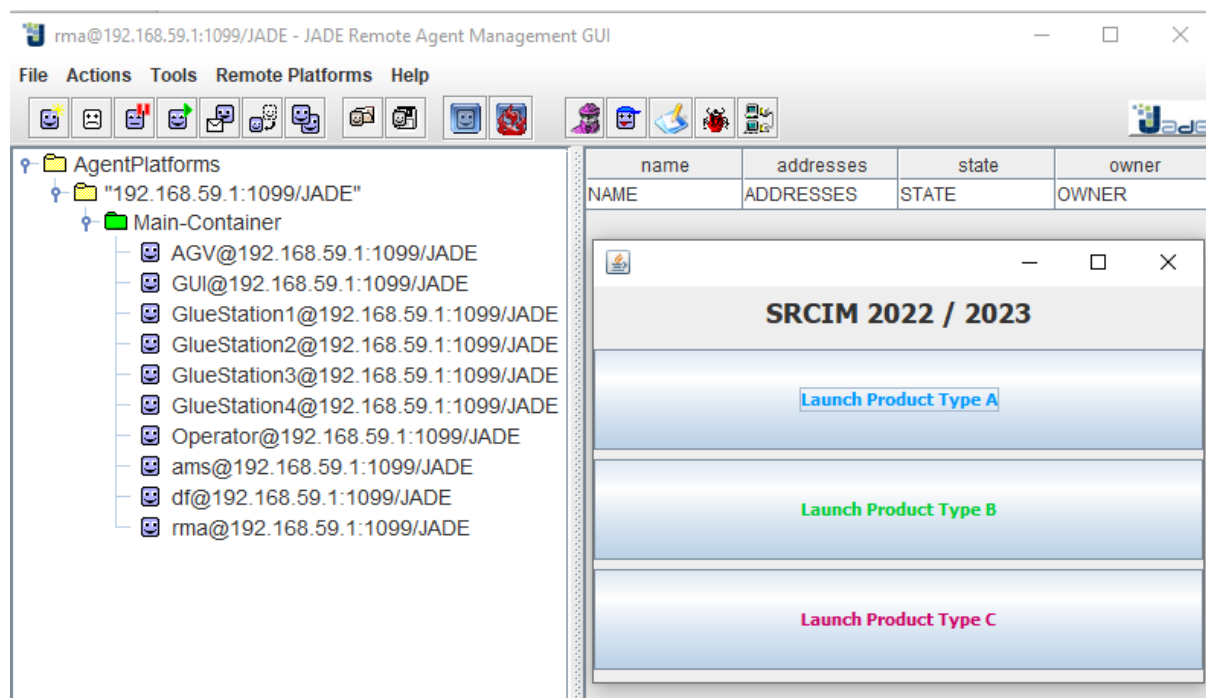 rma@192.168.59.1:1099/JADE - JADE Remote Agent Management GUI
File Actions Tools Remote Platforms Help
Jade
AgentPlatforms
"192.168.59.1:1099/JADE"
Main-Container
AGV@192.168.59.1:1099/JADE
GUI@192.168.59.1:1099/JADE
GlueStation1@192.168.59.1:1099/JADE
GlueStation2@192.168.59.1:1099/JADE
GlueStation3@192.168.59.1:1099/JADE
GlueStation4@192.168.59.1:1099/JADE
Operator@192.168.59.1:1099/JADE
ams@192.168.59.1:1099/JADE
df@192.168.59.1:1099/JADE
rma@192.168.59.1:1099/JADE
name addresses state owner
NAME ADDRESSES STATE OWNER
SRCIM 2022 / 2023
Launch Product Type A
Launch Product Type B
Launch Product Type C